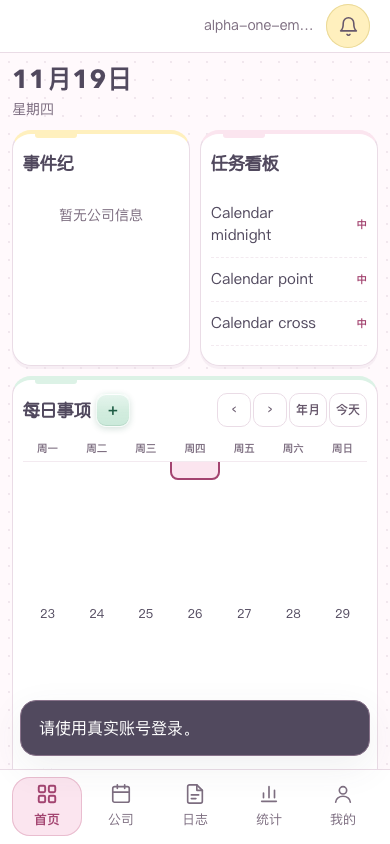 alpha-one-em...
11月19日
星期四
事件纪
暂无公司信息
任务看板
Calendar midnight
中
Calendar point
中
Calendar cross
中
每日事项
+
‹ › 年月 今天
周一 周二 周三 周四 周五 周六 周日
23 24 25 26 27 28 29
请使用真实账号登录。
首页 公司 日志 统计 我的